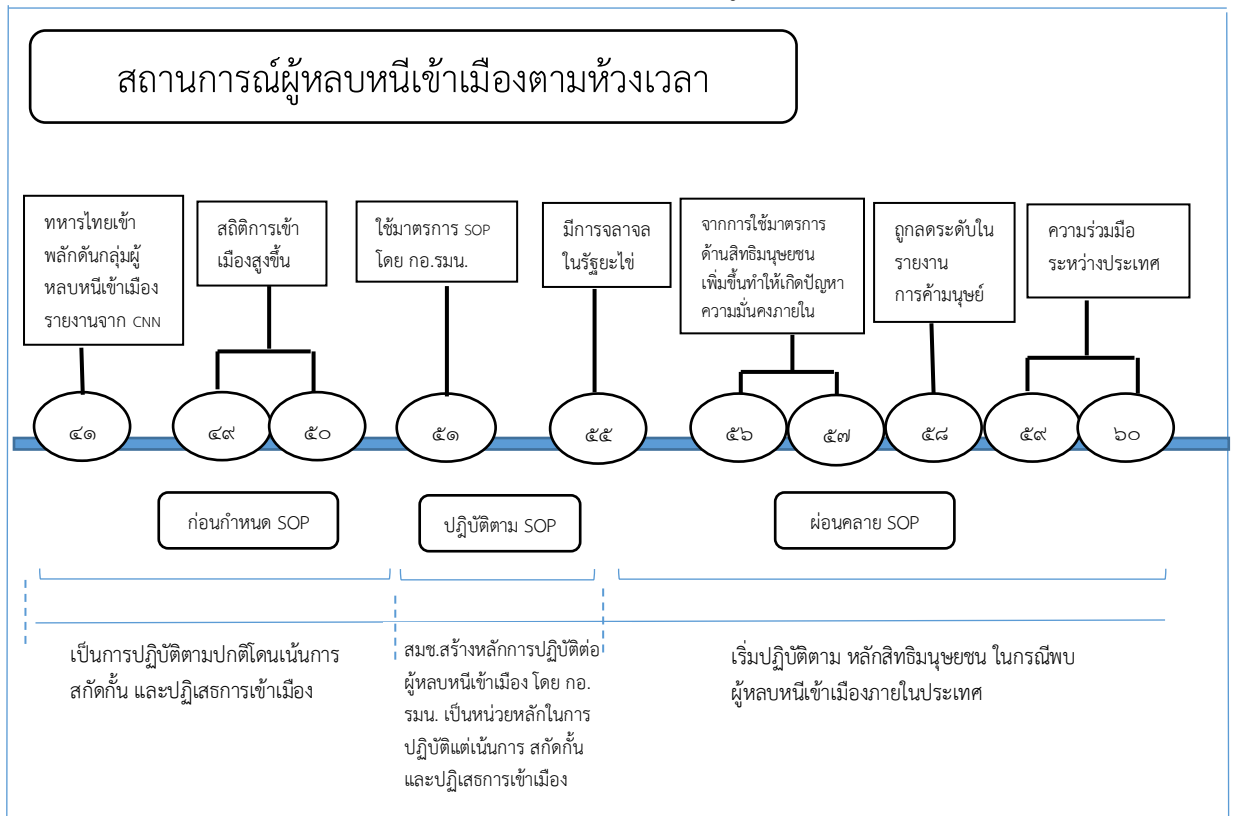 สถานการณ์ผู้หลบหนีเข้าเมืองตามห้วงเวลา
ทหารไทยเข้า
พลักดันกลุ่มผู้
หลบหนีเข้าเมือง
รายงานจาก CNN
สถิติการเข้า
เมืองสูงขึ้น
ใช้มาตรการ SOP
โดย กอ.รมน.
มีการจลาจล
ในรัฐยะไข่
จากการใช้มาตรการ
ด้านสิทธิมนุษยชน
เพิ่มขึ้นทำให้เกิดปัญหา
ความมั่นคงภายใน
ถูกลดระดับใน
รายงาน
การค้ามนุษย์
ความร่วมมือ
ระหว่างประเทศ
๔๑
๔๙
๕๐
๕๑
๕๕
๕๖
๕๗
๕๘
๕๙
๖๐
ก่อนกำหนด SOP
ปฎิบัติตาม SOP
ผ่อนคลาย SOP
เป็นการปฏิบัติตามปกติโดนเน้นการ
สกัดกั้น และปฏิเสธการเข้าเมือง
สมช.สร้างหลักการปฏิบัติต่อ
ผู้หลบหนีเข้าเมือง โดย กอ.
รมน. เป็นหน่วยหลักในการ
ปฏิบัติแต่เน้นการ สกัดกั้น
และปฏิเสธการเข้าเมือง
เริ่มปฏิบัติตาม หลักสิทธิมนุษยชน ในกรณีพบ
ผู้หลบหนีเข้าเมืองภายในประเทศ